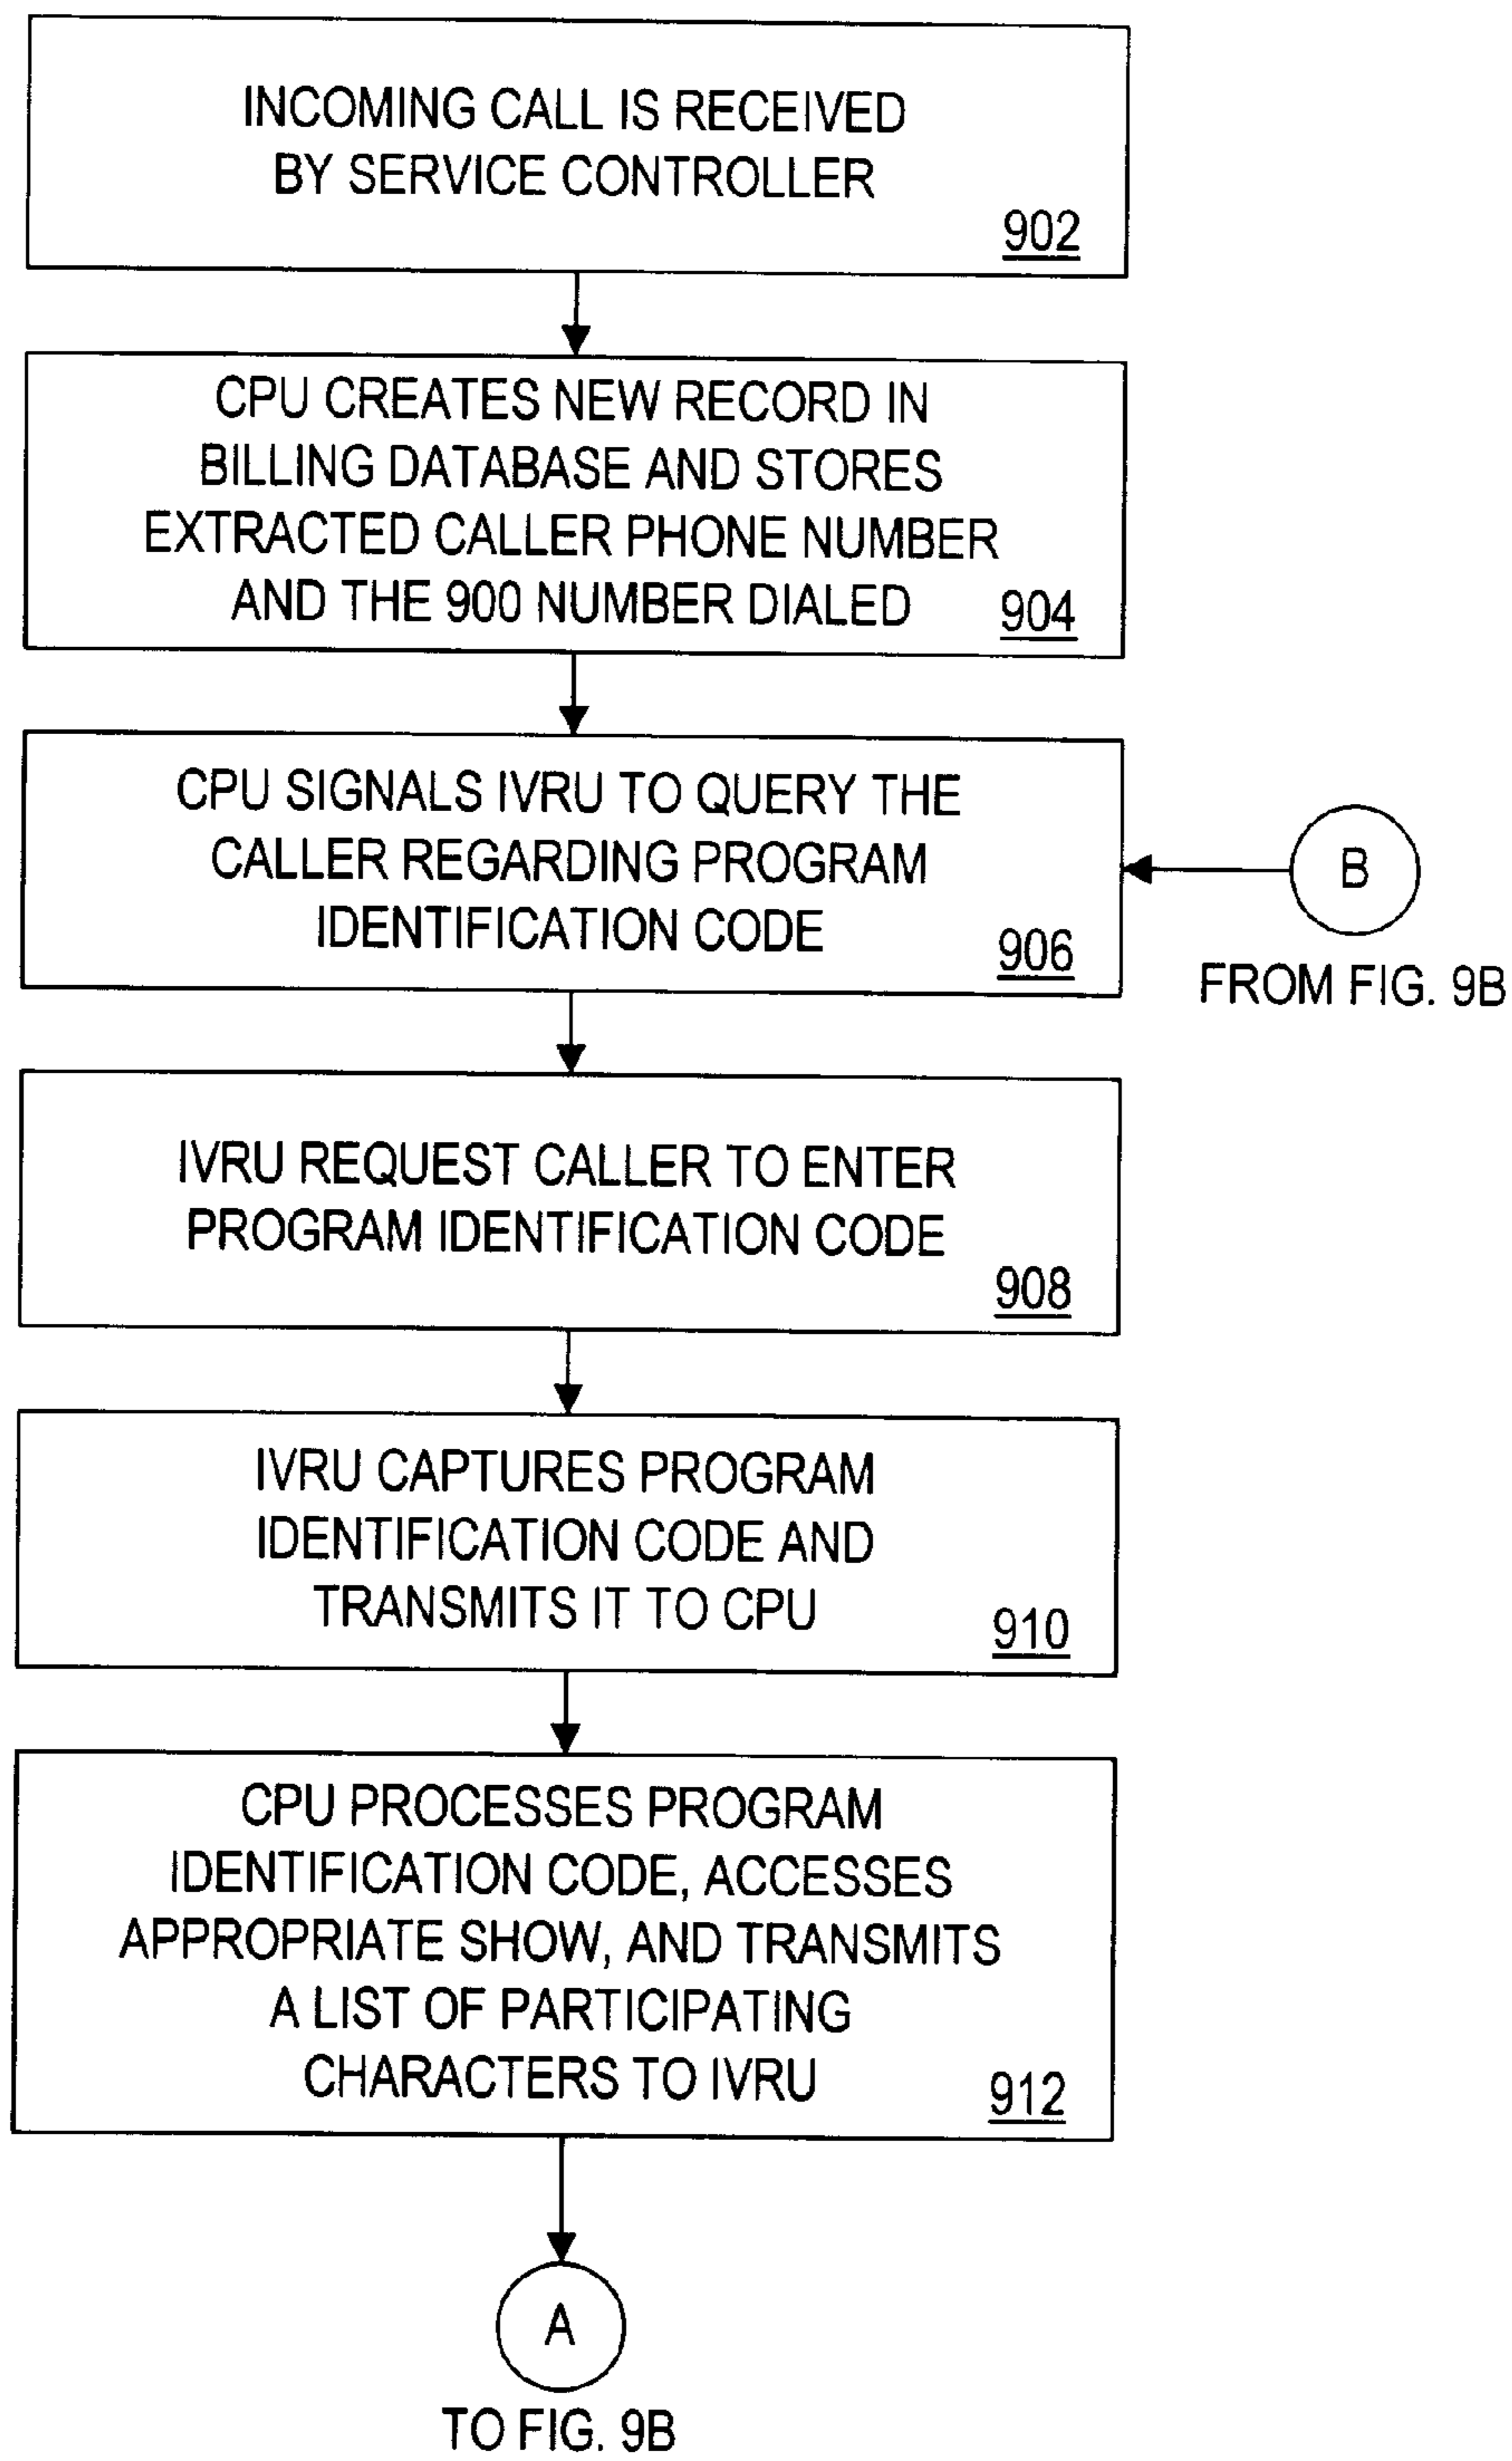 INCOMING CALL IS RECEIVED
BY SERVICE CONTROLLER
902
CPU CREATES NEW RECORD IN
BILLING DATABASE AND STORES
EXTRACTED CALLER PHONE NUMBER
AND THE 900 NUMBER DIALED
904
CPU SIGNALS IVRU TO QUERY THE
CALLER REGARDING PROGRAM
IDENTIFICATION CODE
906
B
FROM FIG. 9B
IVRU REQUEST CALLER TO ENTER
PROGRAM IDENTIFICATION CODE
908
IVRU CAPTURES PROGRAM
IDENTIFICATION CODE AND
TRANSMITS IT TO CPU
910
CPU PROCESSES PROGRAM
IDENTIFICATION CODE, ACCESSES
APPROPRIATE SHOW, AND TRANSMITS
A LIST OF PARTICIPATING
CHARACTERS TO IVRU
912
A
TO FIG. 9B